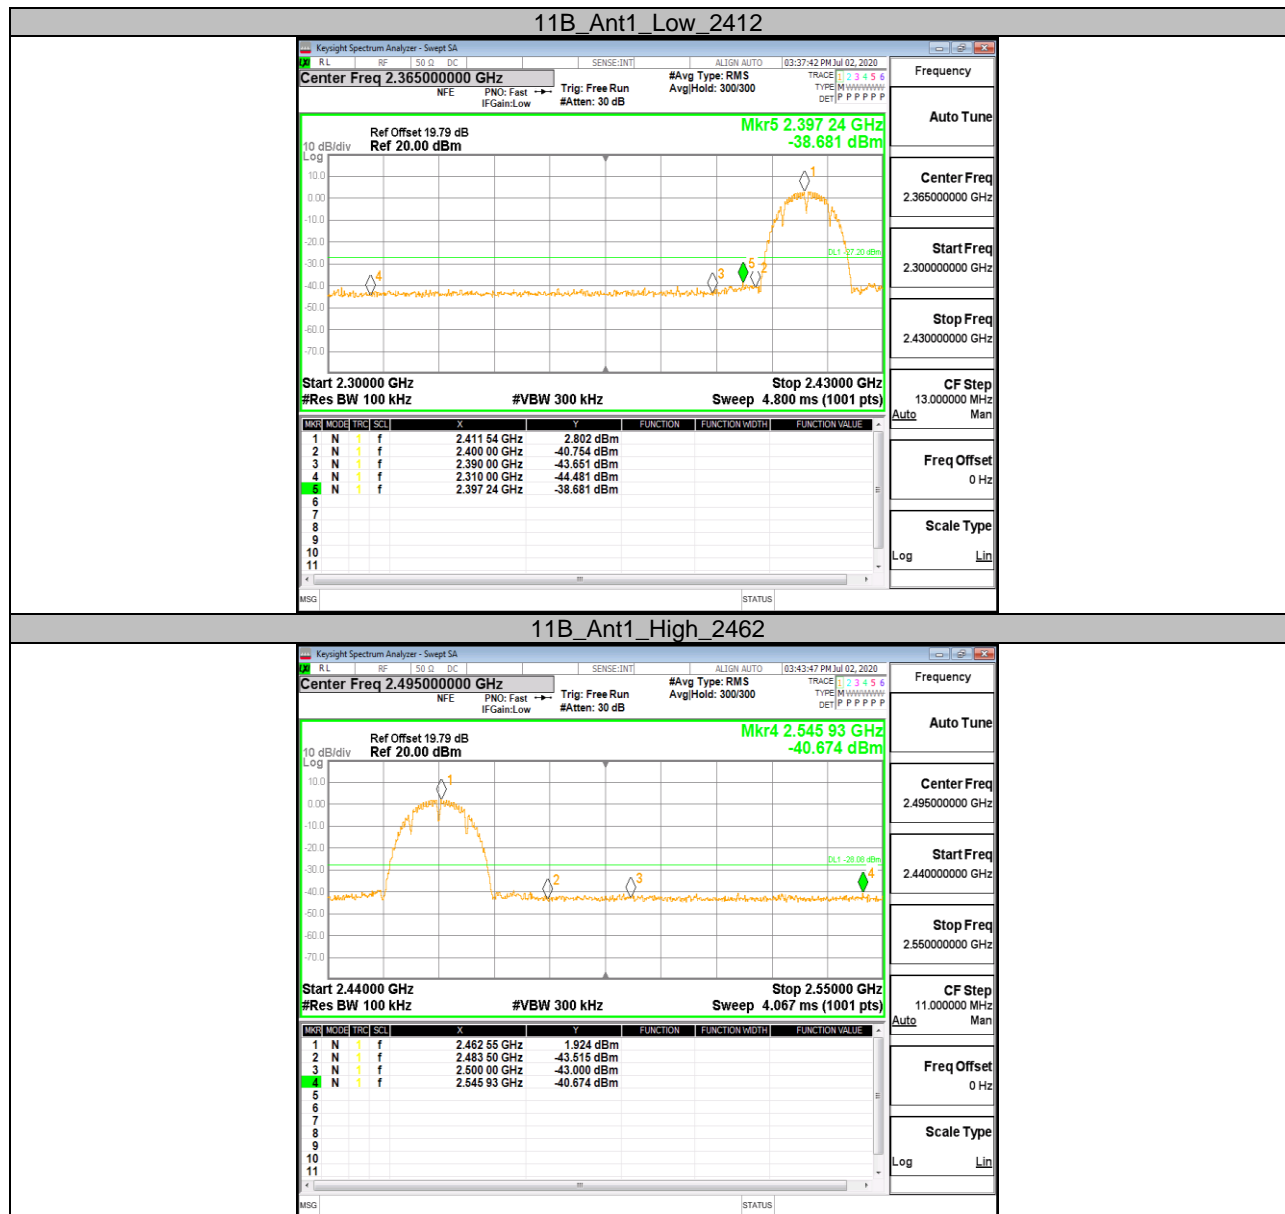 11B_Ant1_Low_2412
Keysight Spectrum Analyzer - Swept SA
RL RF 50 Ω DC SENSE:INT ALIGN AUTO 03:37:42 PM Jul 02, 2020
Center Freq 2.365000000 GHz
NFE PNO: Fast IFGain:Low
Trig: Free Run
#Atten: 30 dB
#Avg Type: RMS
Avg|Hold: 300/300
TRACE 1 2 3 4 5 6
TYPE M WWWWW
DET P P P P P P
Mkr5 2.397 24 GHz
-38.681 dBm
Ref Offset 19.79 dB
10 dB/div Ref 20.00 dBm
Log
10.0
0.00
-10.0
-20.0
-30.0
-40.0
-50.0
-60.0
-70.0
1
2
3
4
5
DL1 -27.20 dBm
Start 2.30000 GHz Stop 2.43000 GHz
#Res BW 100 kHz #VBW 300 kHz Sweep 4.800 ms (1001 pts)
MKR MODE TRC SCL X Y FUNCTION FUNCTION WIDTH FUNCTION VALUE
1 N 1 f 2.411 54 GHz 2.802 dBm
2 N 1 f 2.400 00 GHz -40.754 dBm
3 N 1 f 2.390 00 GHz -43.651 dBm
4 N 1 f 2.310 00 GHz -44.481 dBm
5 N 1 f 2.397 24 GHz -38.681 dBm
6
7
8
9
10
11
MSG STATUS
Frequency
Auto Tune
Center Freq
2.365000000 GHz
Start Freq
2.300000000 GHz
Stop Freq
2.430000000 GHz
CF Step
13.000000 MHz
Auto Man
Freq Offset
0 Hz
Scale Type
Log Lin
11B_Ant1_High_2462
Keysight Spectrum Analyzer - Swept SA
RL RF 50 Ω DC SENSE:INT ALIGN AUTO 03:43:47 PM Jul 02, 2020
Center Freq 2.495000000 GHz
NFE PNO: Fast IFGain:Low
Trig: Free Run
#Atten: 30 dB
#Avg Type: RMS
Avg|Hold: 300/300
TRACE 1 2 3 4 5 6
TYPE M WWWWW
DET P P P P P P
Mkr4 2.545 93 GHz
-40.674 dBm
Ref Offset 19.79 dB
10 dB/div Ref 20.00 dBm
Log
10.0
0.00
-10.0
-20.0
-30.0
-40.0
-50.0
-60.0
-70.0
1
2
3
4
DL1 -28.08 dBm
Start 2.44000 GHz Stop 2.55000 GHz
#Res BW 100 kHz #VBW 300 kHz Sweep 4.067 ms (1001 pts)
MKR MODE TRC SCL X Y FUNCTION FUNCTION WIDTH FUNCTION VALUE
1 N 1 f 2.462 55 GHz 1.924 dBm
2 N 1 f 2.483 50 GHz -43.515 dBm
3 N 1 f 2.500 00 GHz -43.000 dBm
4 N 1 f 2.545 93 GHz -40.674 dBm
5
6
7
8
9
10
11
MSG STATUS
Frequency
Auto Tune
Center Freq
2.495000000 GHz
Start Freq
2.440000000 GHz
Stop Freq
2.550000000 GHz
CF Step
11.000000 MHz
Auto Man
Freq Offset
0 Hz
Scale Type
Log Lin